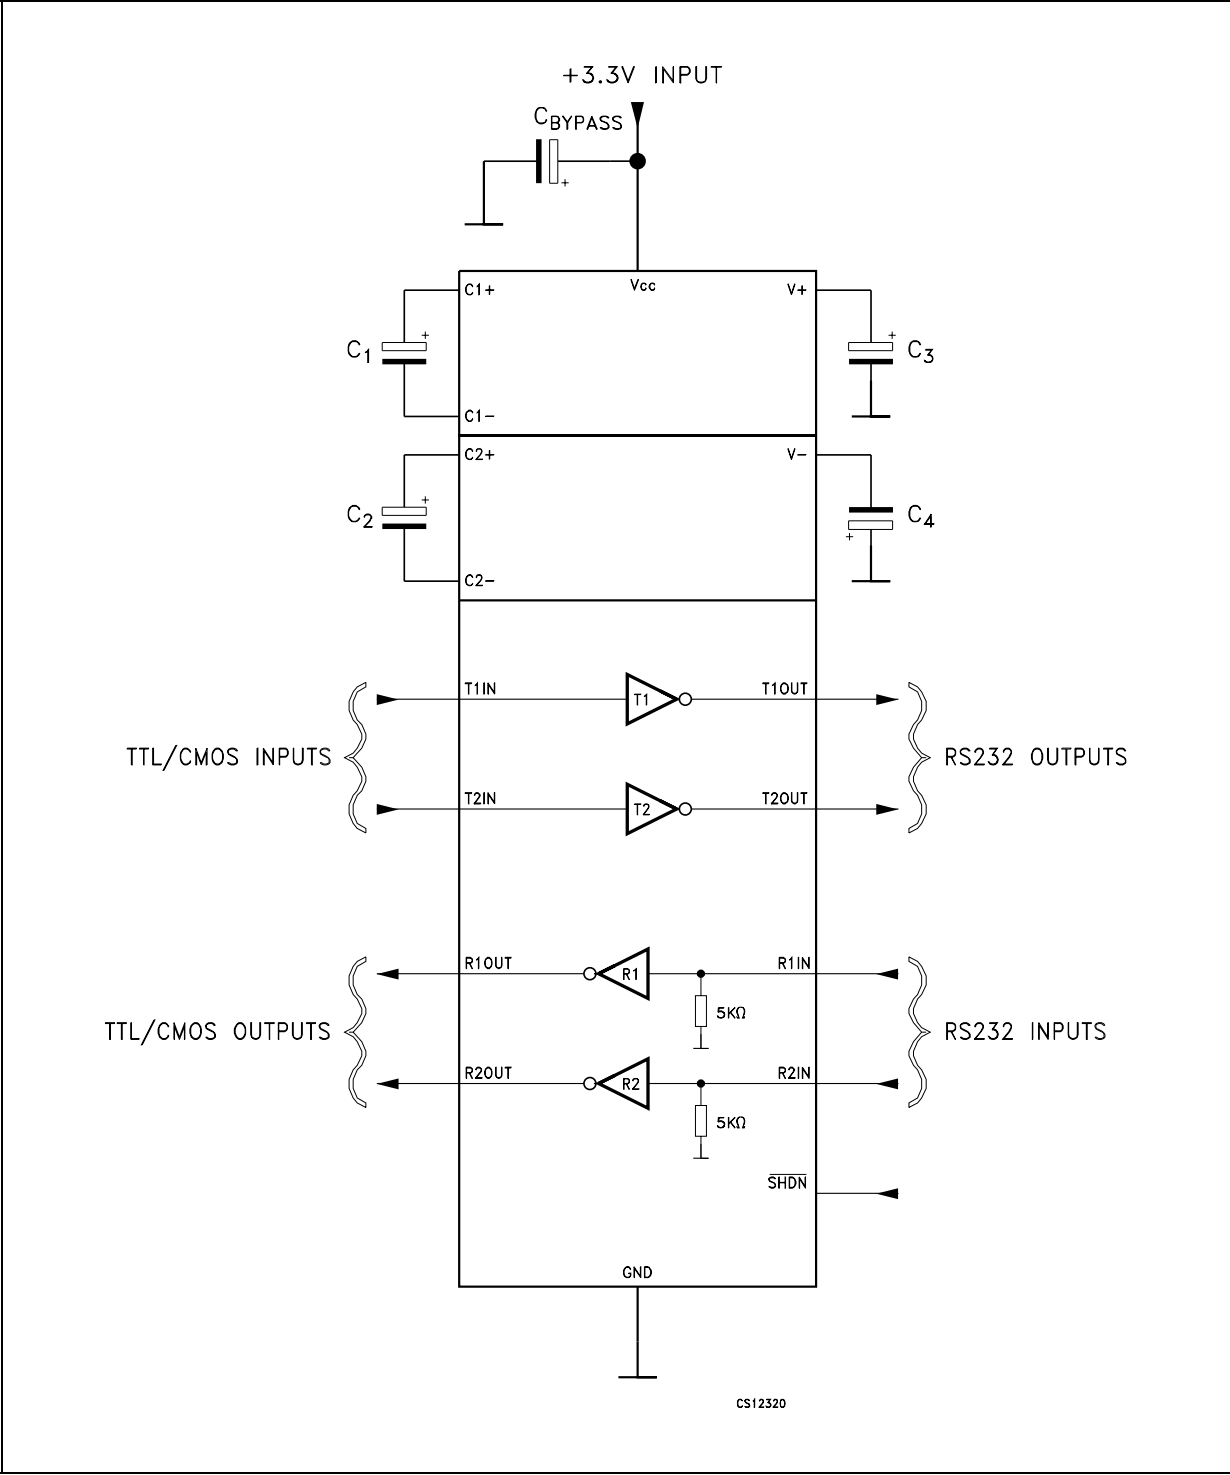 +3.3V INPUT
CBYPASS
+
Vcc
C1+
V+
+
+
C1
C3
C1-
C2+
V-
+
C2
C4
+
C2-
T1IN
T1
T1OUT
TTL/CMOS INPUTS
RS232 OUTPUTS
T2IN
T2
T2OUT
R1OUT
R1
R1IN
5KΩ
TTL/CMOS OUTPUTS
RS232 INPUTS
R2OUT
R2
R2IN
5KΩ
SHDN
GND
CS12320